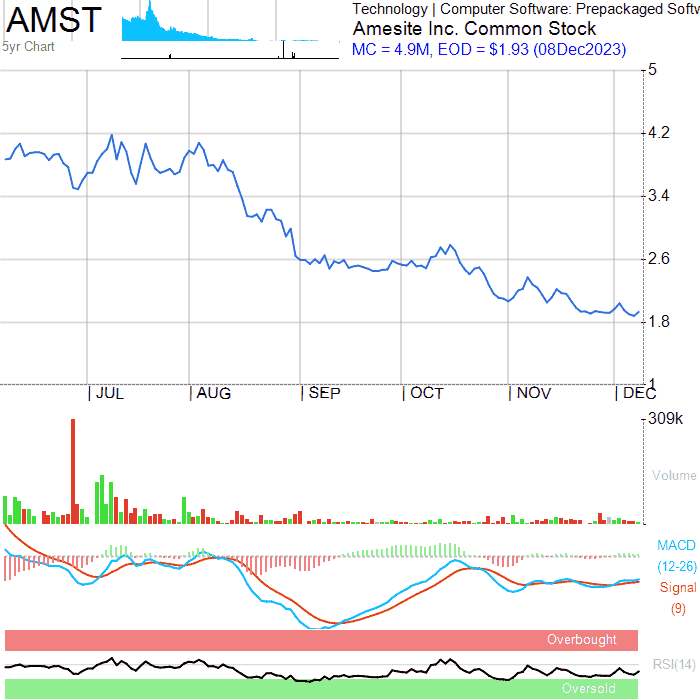 AMST
Technology | Computer Software: Prepackaged Softw
Amesite Inc. Common Stock
5yr Chart
MC = 4.9M, EOD = $1.93 (08Dec2023)
5
4.2
3.4
2.6
1.8
1
| JUL | AUG | SEP | OCT | NOV | DEC
309k
Volume
MACD
(12-26)
Signal
(9)
Overbought
RSI(14)
Oversold